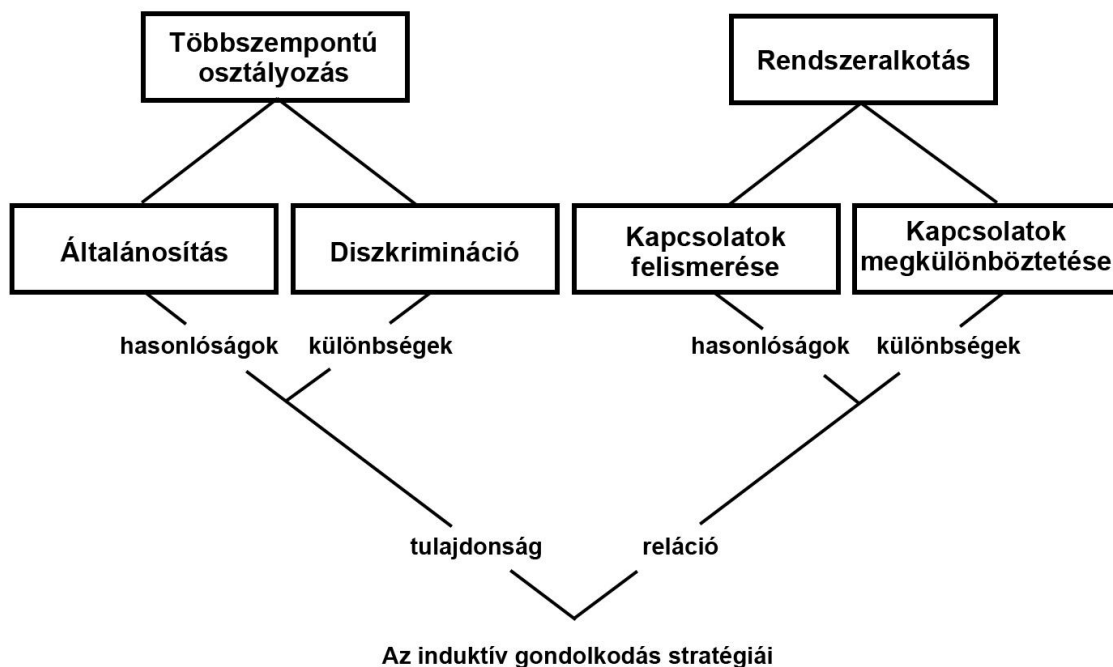 Többszempontú
osztályozás
Rendszeralkotás
Általánosítás
Diszkrimináció
Kapcsolatok
felismerése
Kapcsolatok
megkülönböztetése
hasonlóságok
különbségek
hasonlóságok
különbségek
tulajdonság
reláció
Az induktív gondolkodás stratégiái